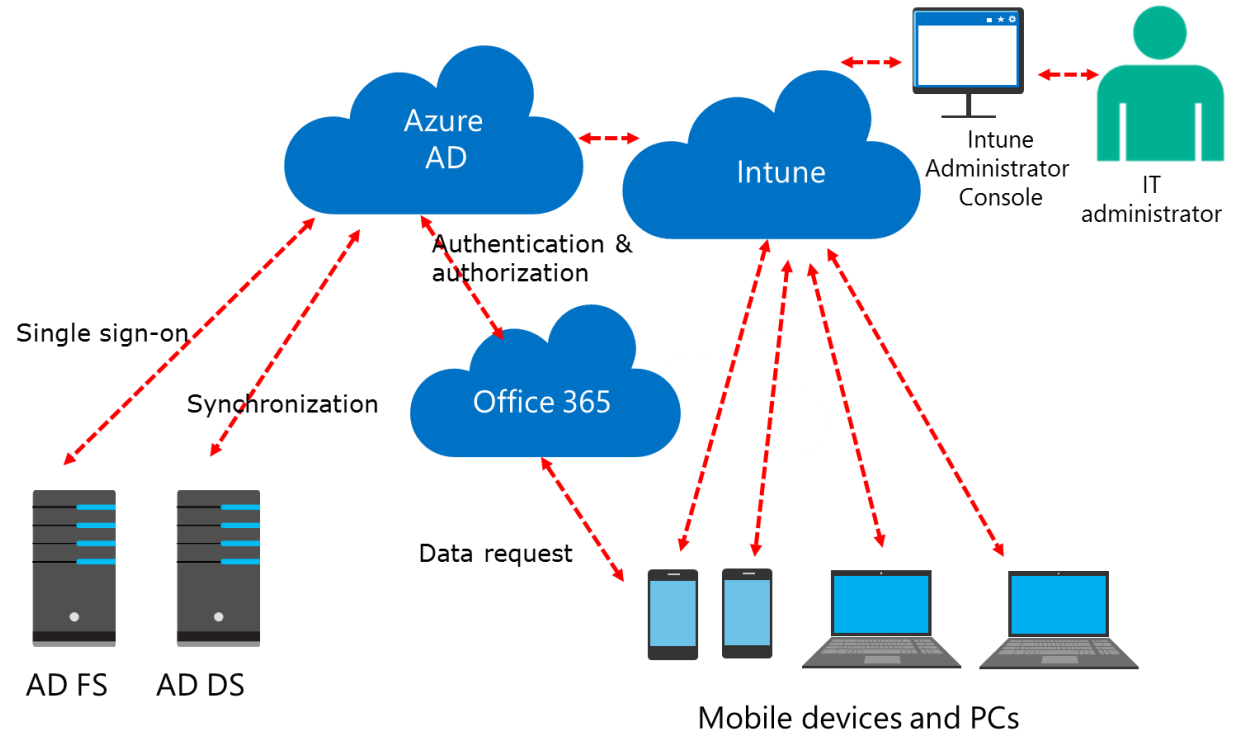 Azure
AD
Intune
Intune
Administrator
Console
IT
administrator
Authentication &
authorization
Single sign-on
Synchronization
Office 365
Data request
AD FS
AD DS
Mobile devices and PCs